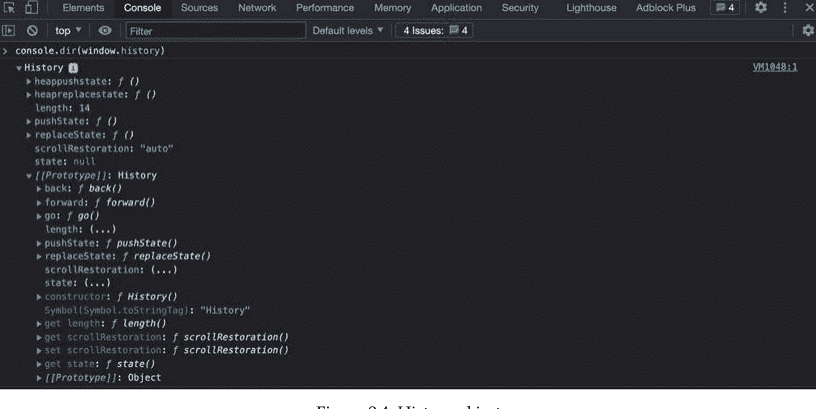 Elements Console Sources Network Performance Memory Application Security Lighthouse Adblock Plus 4
top Filter Default levels 4 Issues: 4
console.dir(window.history)
History i VM1048:1
heappushstate: ƒ ()
heapreplacestate: ƒ ()
length: 14
pushState: ƒ ()
replaceState: ƒ ()
scrollRestoration: "auto"
state: null
[[Prototype]]: History
back: ƒ back()
forward: ƒ forward()
go: ƒ go()
length: (...)
pushState: ƒ pushState()
replaceState: ƒ replaceState()
scrollRestoration: (...)
state: (...)
constructor: ƒ History()
Symbol(Symbol.toStringTag): "History"
get length: ƒ length()
get scrollRestoration: ƒ scrollRestoration()
set scrollRestoration: ƒ scrollRestoration()
get state: ƒ state()
[[Prototype]]: Object